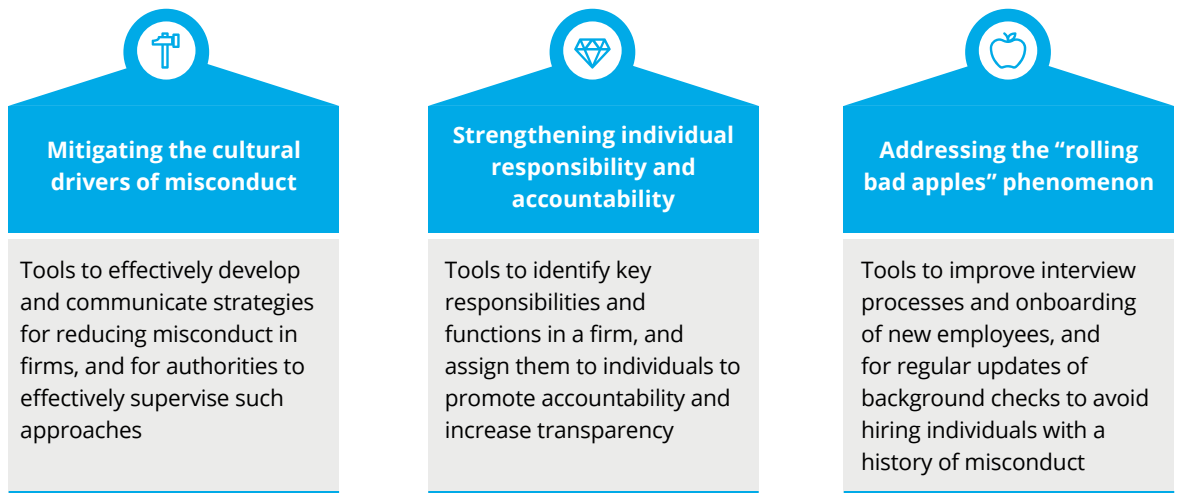 Mitigating the cultural
drivers of misconduct
Tools to effectively develop
and communicate strategies
for reducing misconduct in
firms, and for authorities to
effectively supervise such
approaches
Strengthening individual
responsibility and
accountability
Tools to identify key
responsibilities and
functions in a firm, and
assign them to individuals to
promote accountability and
increase transparency
Addressing the “rolling
bad apples” phenomenon
Tools to improve interview
processes and onboarding
of new employees, and
for regular updates of
background checks to avoid
hiring individuals with a
history of misconduct